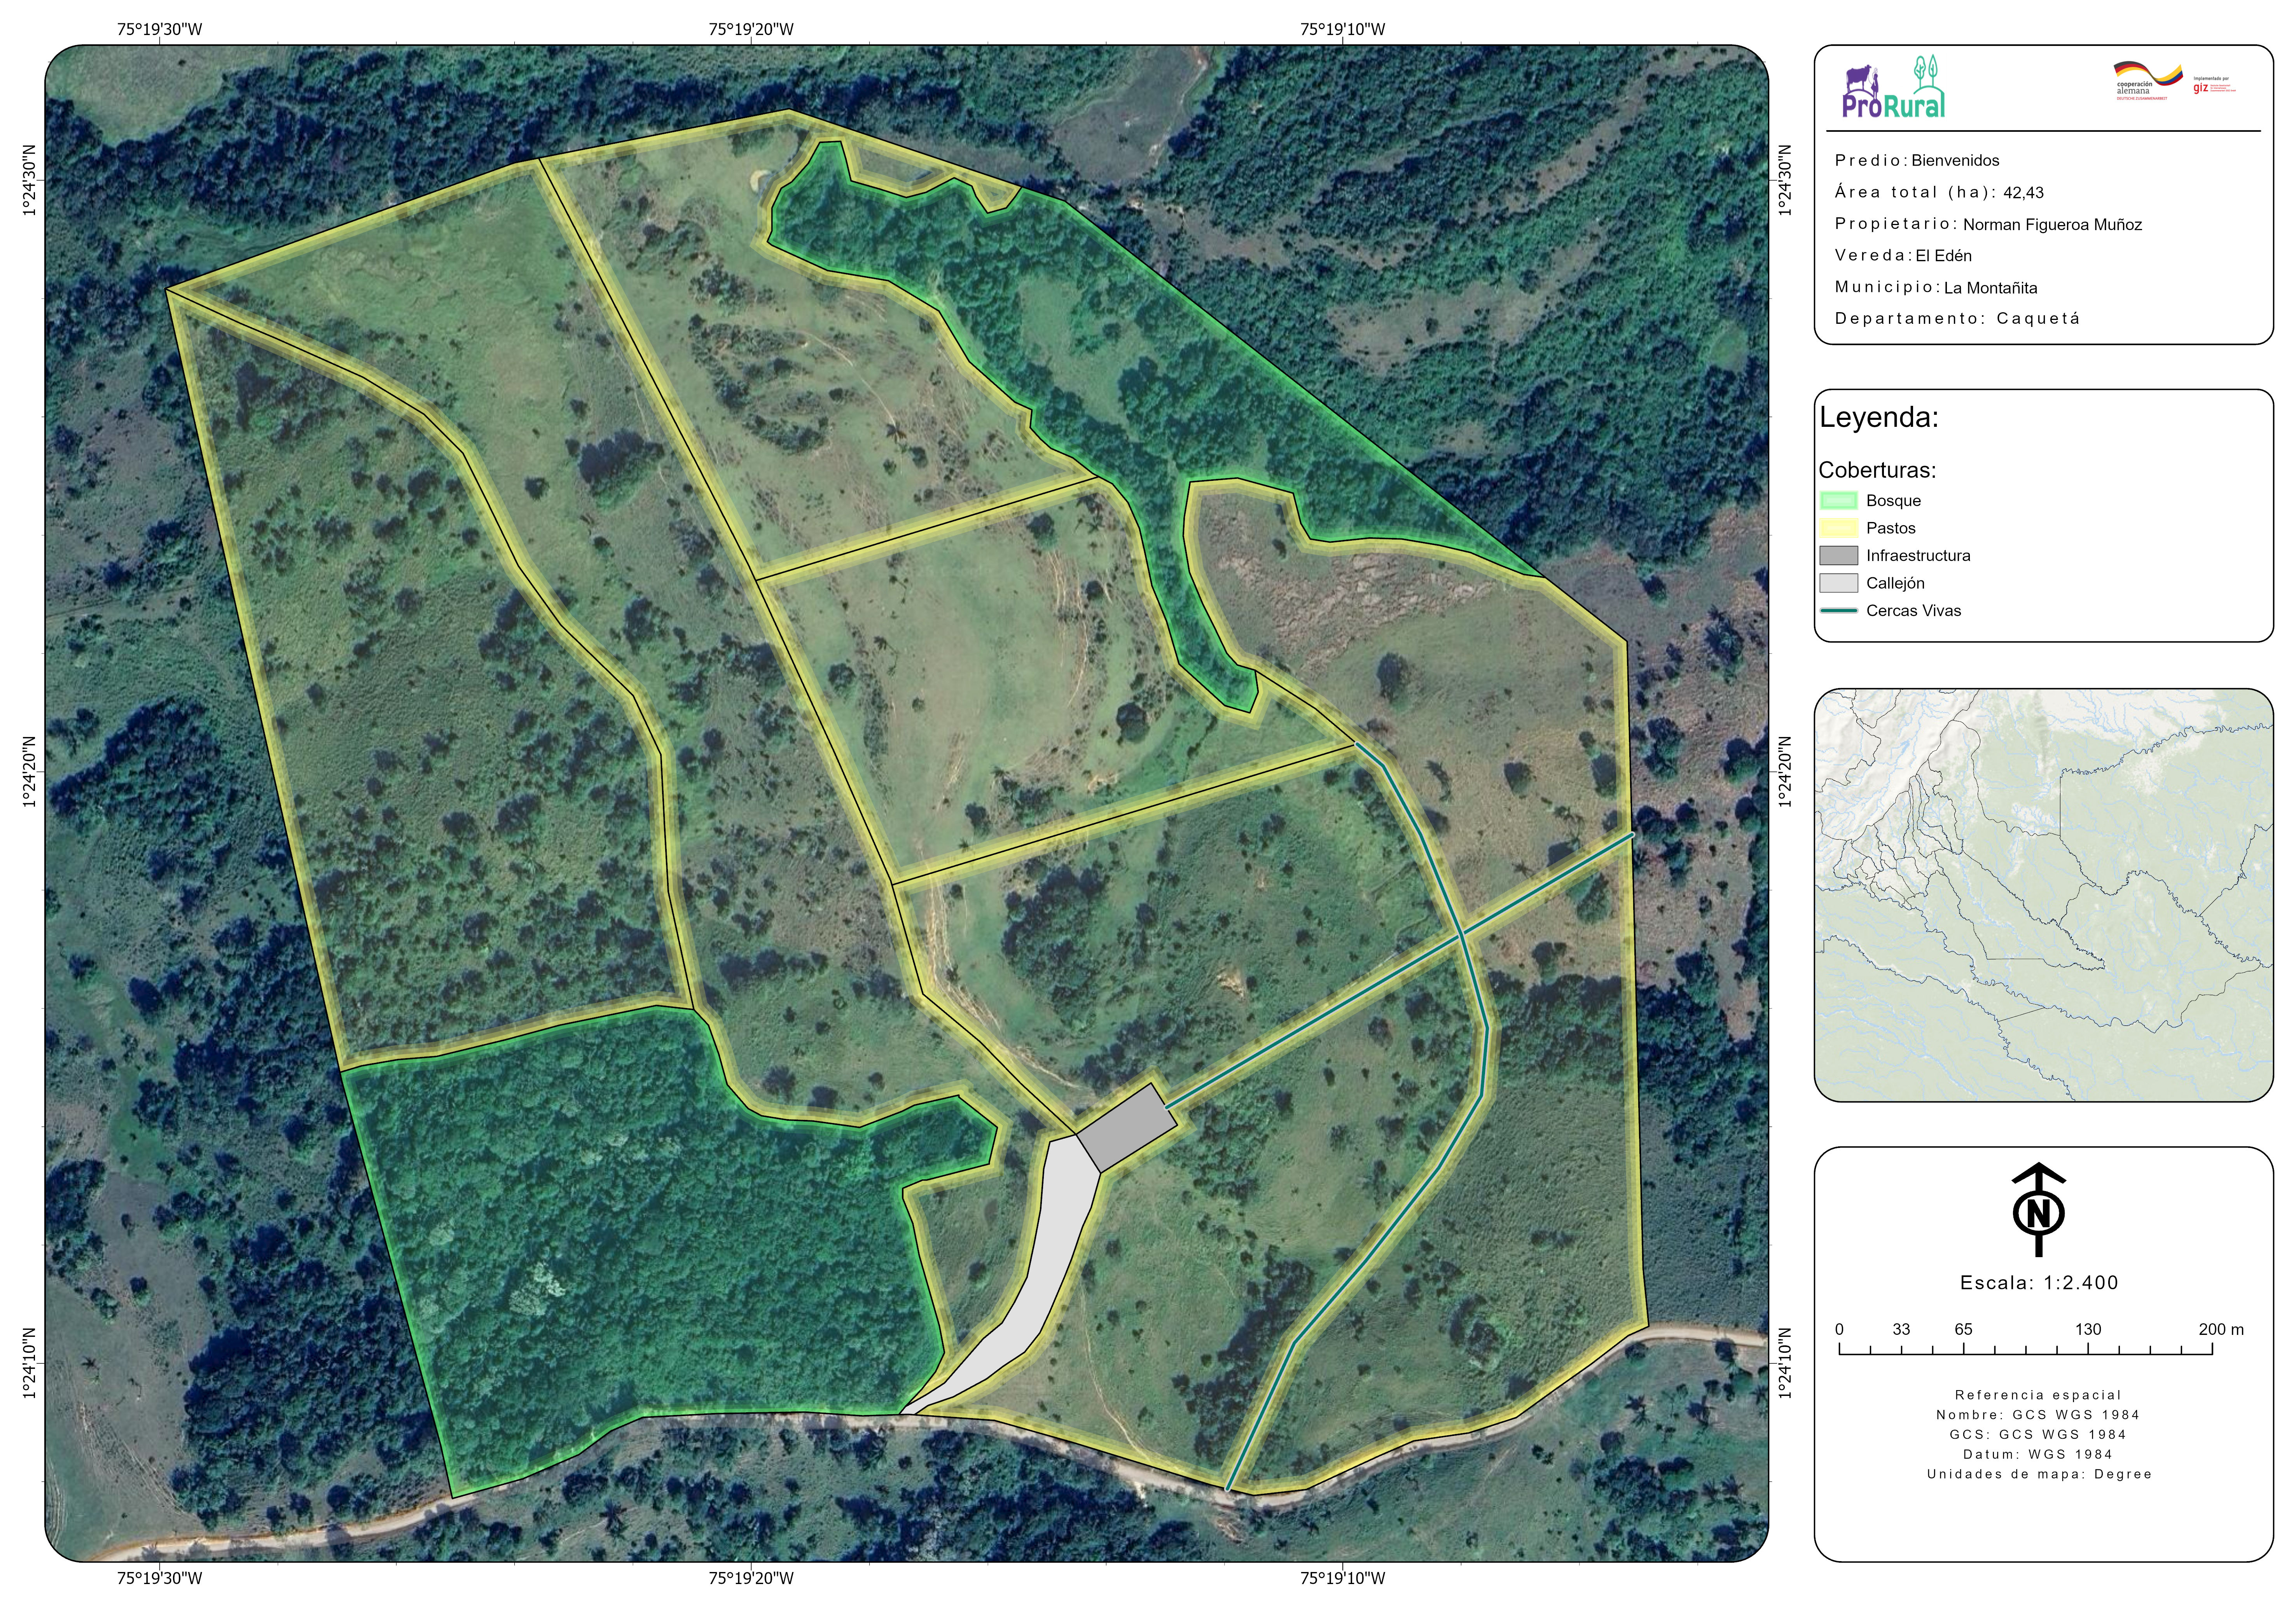 75°19'30"W 75°19'20"W 75°19'10"W
1°24'30"N 1°24'30"N
1°24'20"N 1°24'20"N
1°24'10"N 1°24'10"N
75°19'30"W 75°19'20"W 75°19'10"W
ProRural
cooperación
alemana
DEUTSCHE ZUSAMMENARBEIT
Implementada por
giz
Predio: Bienvenidos
Área total (ha): 42,43
Propietario: Norman Figueroa Muñoz
Vereda: El Edén
Municipio: La Montañita
Departamento: Caquetá
Leyenda:
Coberturas:
Bosque
Pastos
Infraestructura
Callejón
Cercas Vivas
N
Escala: 1:2.400
0 33 65 130 200 m
Referencia espacial
Nombre: GCS WGS 1984
GCS: GCS WGS 1984
Datum: WGS 1984
Unidades de mapa: Degree